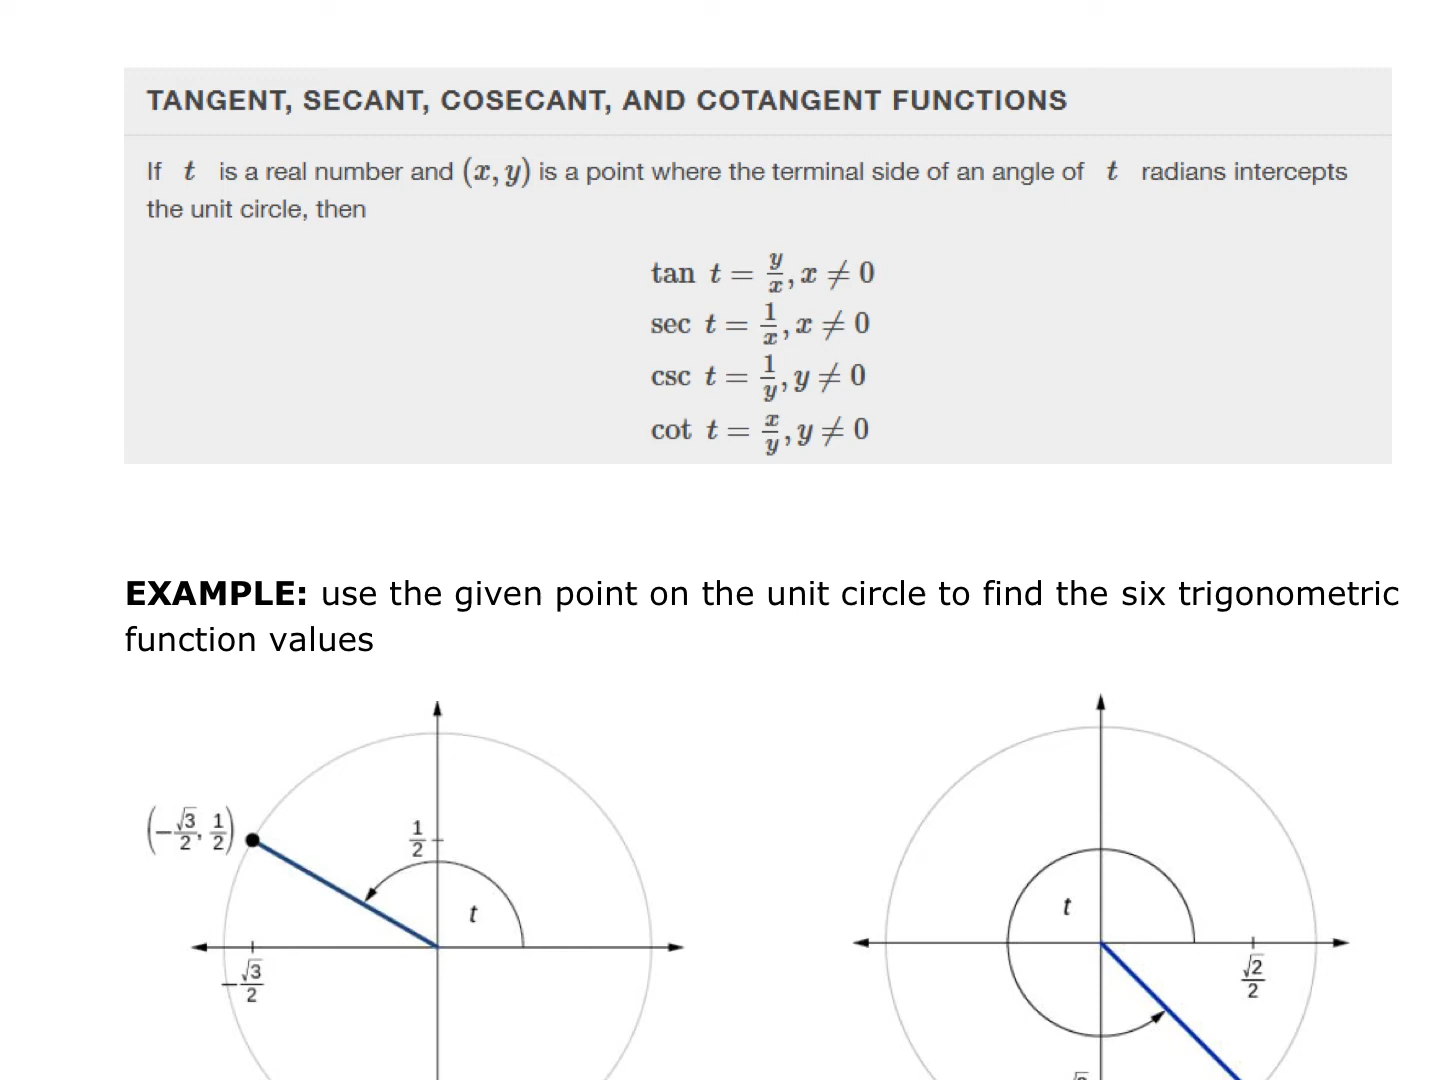 TANGENT, SECANT, COSECANT, AND COTANGENT FUNCTIONS
If t is a real number and (x, y) is a point where the terminal side of an angle of t radians intercepts
the unit circle, then
tan t = y/x, x ≠ 0
sec t = 1/x, x ≠ 0
csc t = 1/y, y ≠ 0
cot t = x/y, y ≠ 0
EXAMPLE: use the given point on the unit circle to find the six trigonometric
function values
(-√3/2, 1/2)
1/2
t
-√3/2
t
√2/2